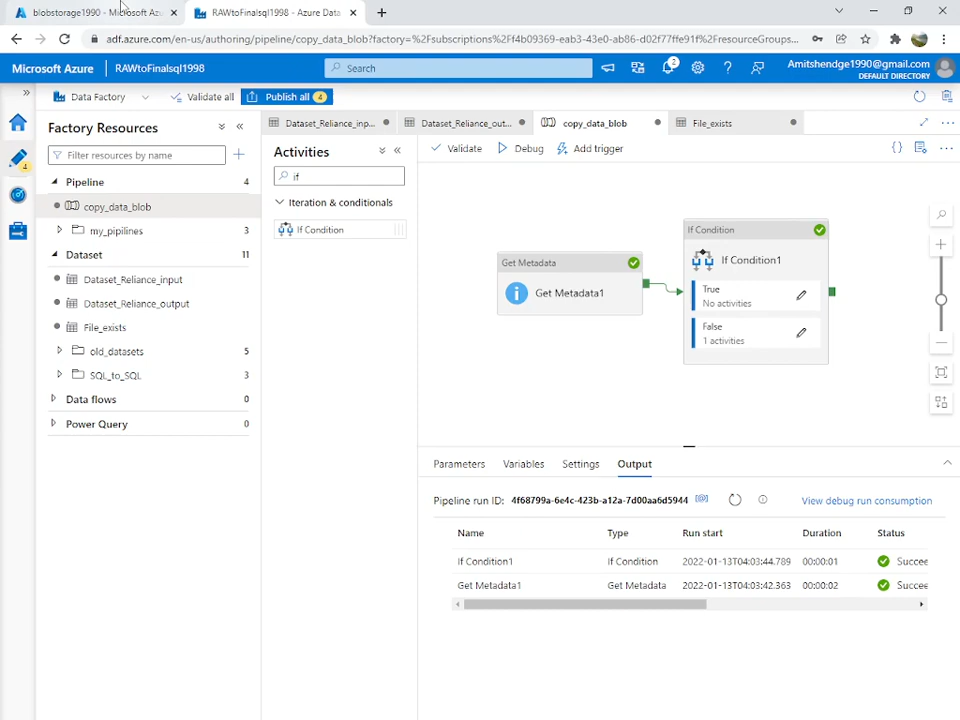 blobstorage1990 - Microsoft Azu
RAWtoFinalsql1998 - Azure Data
adf.azure.com/en-us/authoring/pipeline/copy_data_blob?factory=%2Fsubscriptions%2F4b09369-eab3-43e0-ab86-d02f77ffe91f%2FresourceGroups...
Microsoft Azure
RAWtoFinalsql1998
Search
2
Amitshendge1990@gmail.com
DEFAULT DIRECTORY
Data Factory
Validate all
Publish all 4
Factory Resources
Filter resources by name
Pipeline 4
copy_data_blob
my_pipilines 3
Dataset 11
Dataset_Reliance_input
Dataset_Reliance_output
File_exists
old_datasets 5
SQL_to_SQL 3
Data flows 0
Power Query 0
4
Dataset_Reliance_inp...
Dataset_Reliance_out...
copy_data_blob
File_exists
Activities
if
Iteration & conditionals
If Condition
Validate
Debug
Add trigger
Get Metadata
Get Metadata1
If Condition
If Condition1
True
No activities
False
1 activities
Parameters
Variables
Settings
Output
Pipeline run ID: 4f68799a-6e4c-423b-a12a-7d00aa6d5944
View debug run consumption
Name Type Run start Duration Status
If Condition1 If Condition 2022-01-13T04:03:44.789 00:00:01 Succee
Get Metadata1 Get Metadata 2022-01-13T04:03:42.363 00:00:02 Succee